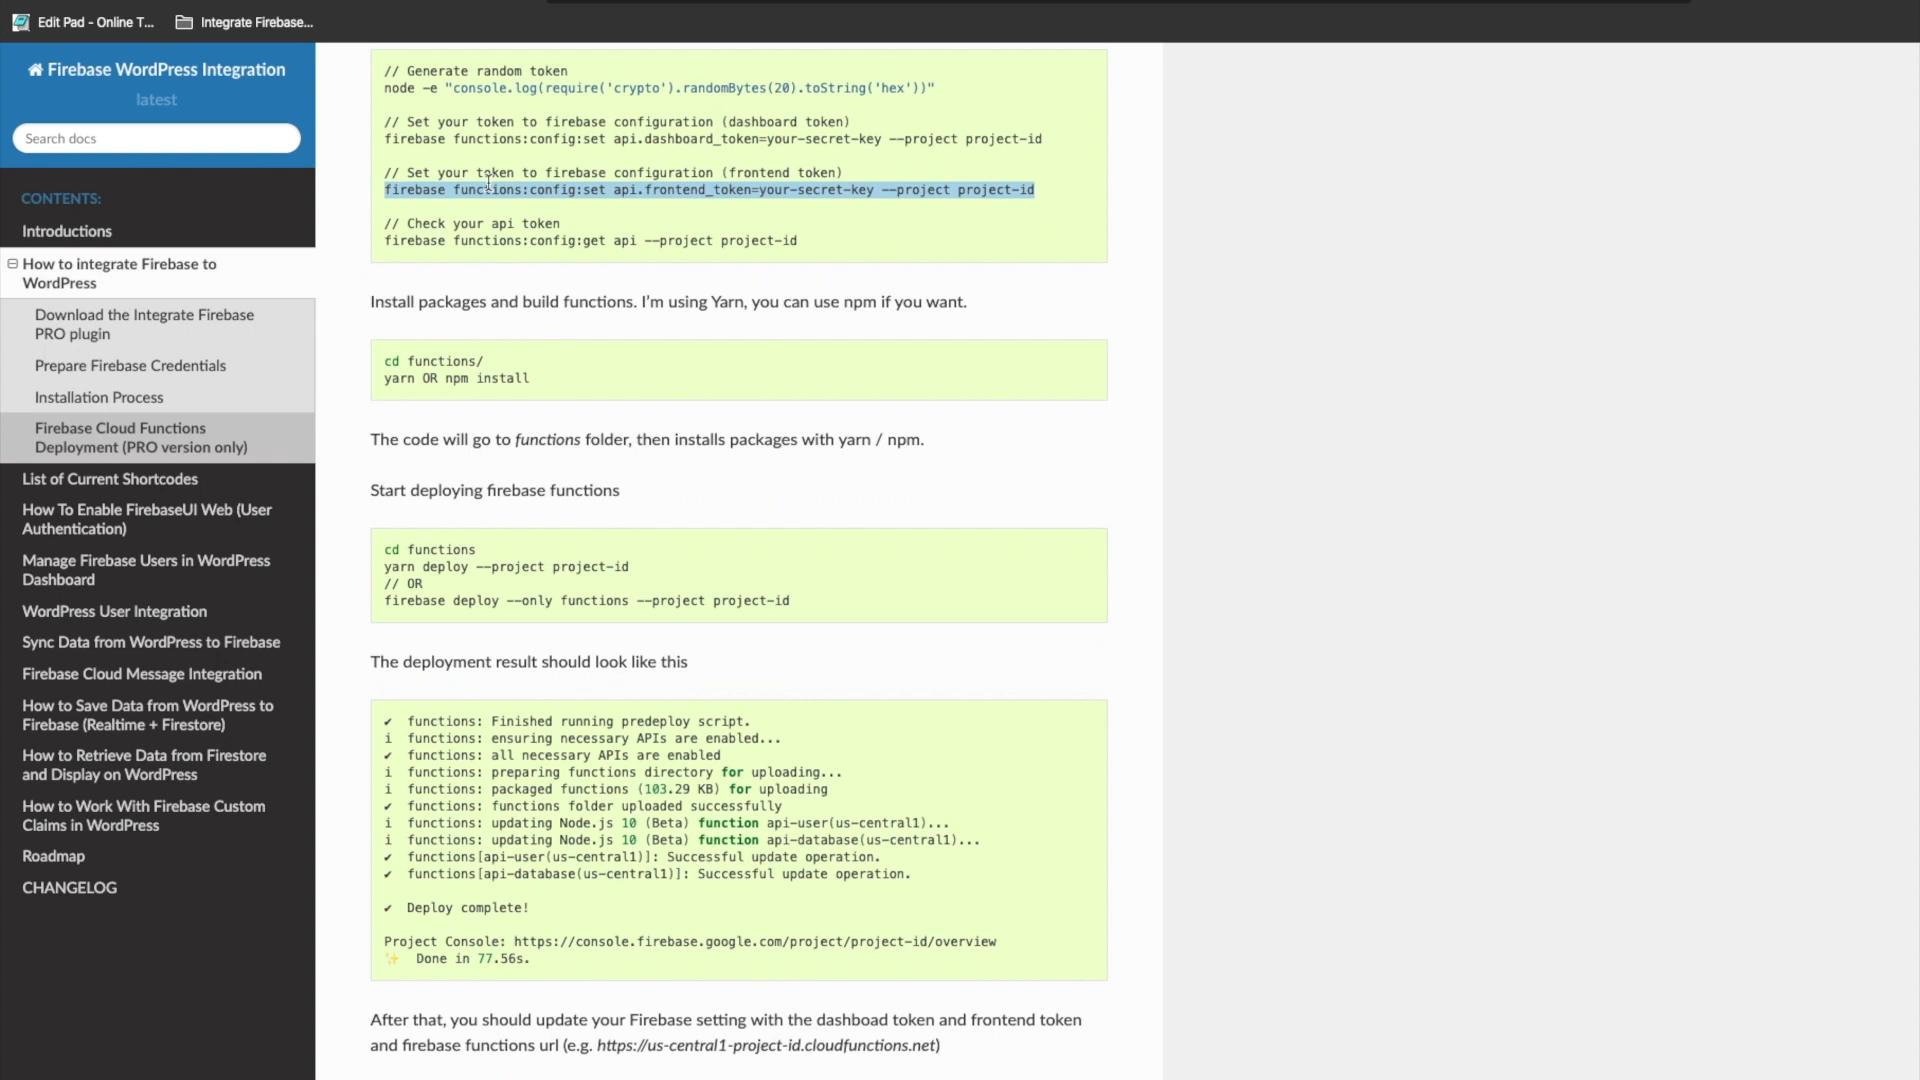 Edit Pad - Online T...
Integrate Firebase...
Firebase WordPress Integration
latest
Search docs
CONTENTS:
Introductions
How to integrate Firebase to
WordPress
Download the Integrate Firebase
PRO plugin
Prepare Firebase Credentials
Installation Process
Firebase Cloud Functions
Deployment (PRO version only)
List of Current Shortcodes
How To Enable FirebaseUI Web (User
Authentication)
Manage Firebase Users in WordPress
Dashboard
WordPress User Integration
Sync Data from WordPress to Firebase
Firebase Cloud Message Integration
How to Save Data from WordPress to
Firebase (Realtime + Firestore)
How to Retrieve Data from Firestore
and Display on WordPress
How to Work With Firebase Custom
Claims in WordPress
Roadmap
CHANGELOG
// Generate random token
node -e "console.log(require('crypto').randomBytes(20).toString('hex'))"
// Set your token to firebase configuration (dashboard token)
firebase functions:config:set api.dashboard_token=your-secret-key --project project-id
// Set your token to firebase configuration (frontend token)
firebase functions:config:set api.frontend_token=your-secret-key --project project-id
// Check your api token
firebase functions:config:get api --project project-id
Install packages and build functions. I'm using Yarn, you can use npm if you want.
cd functions/
yarn OR npm install
The code will go to functions folder, then installs packages with yarn / npm.
Start deploying firebase functions
cd functions
yarn deploy --project project-id
// OR
firebase deploy --only functions --project project-id
The deployment result should look like this
✔ functions: Finished running predeploy script.
i functions: ensuring necessary APIs are enabled...
✔ functions: all necessary APIs are enabled
i functions: preparing functions directory for uploading...
i functions: packaged functions (103.29 KB) for uploading
✔ functions: functions folder uploaded successfully
i functions: updating Node.js 10 (Beta) function api-user(us-central1)...
i functions: updating Node.js 10 (Beta) function api-database(us-central1)...
✔ functions[api-user(us-central1)]: Successful update operation.
✔ functions[api-database(us-central1)]: Successful update operation.
✔ Deploy complete!
Project Console: https://console.firebase.google.com/project/project-id/overview
✨ Done in 77.56s.
After that, you should update your Firebase setting with the dashboad token and frontend token
and firebase functions url (e.g. https://us-central1-project-id.cloudfunctions.net)